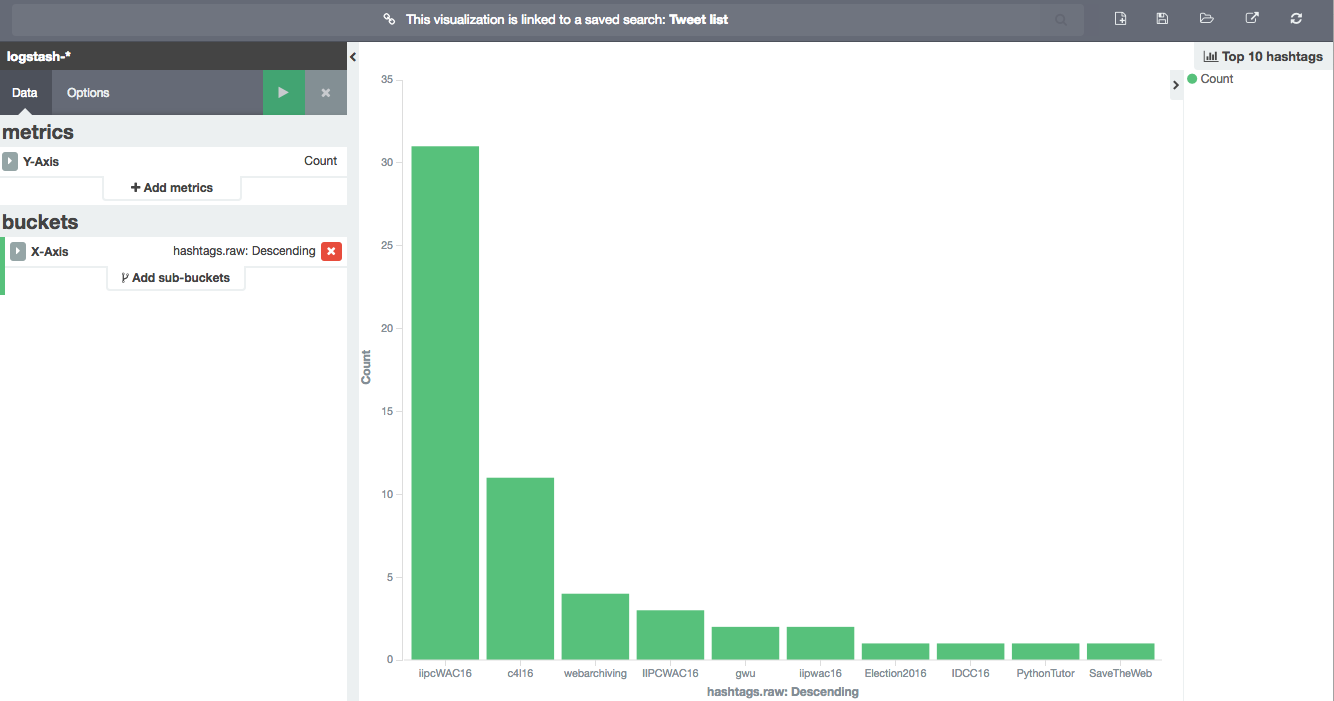 This visualization is linked to a saved search: Tweet list
logstash-*
Data Options
metrics
Y-Axis Count
Add metrics
buckets
X-Axis hashtags.raw: Descending
Add sub-buckets
Top 10 hashtags
Count
35
30
25
20
15
10
5
0
Count
iipcWAC16 c4l16 webarchiving IIPCWAC16 gwu iipwac16 Election2016 IDCC16 PythonTutor SaveTheWeb
hashtags.raw: Descending